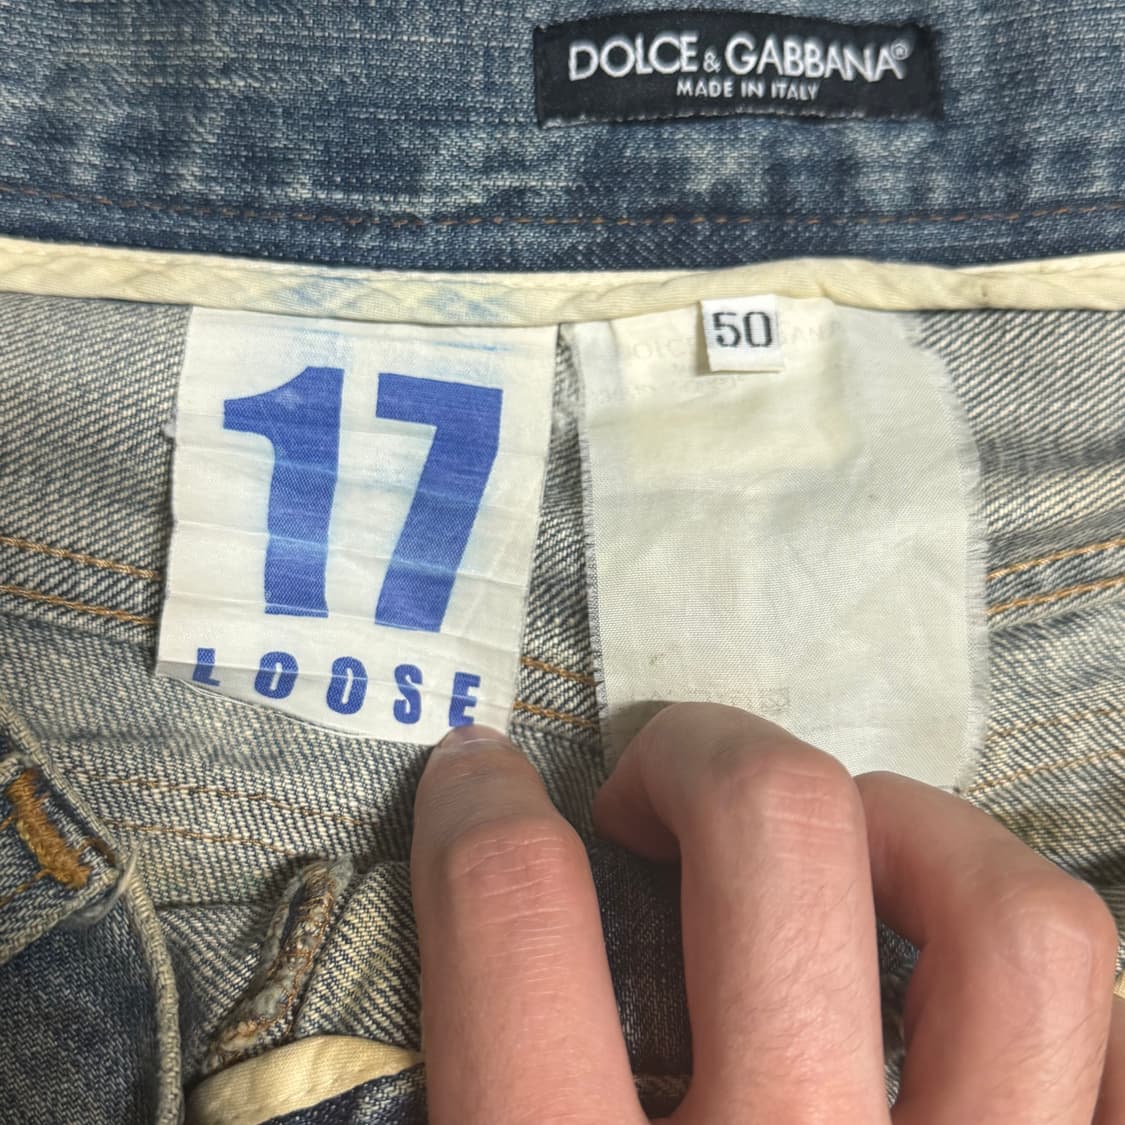 DOLCE & GABBANA®
MADE IN ITALY
50
17
LOOSE